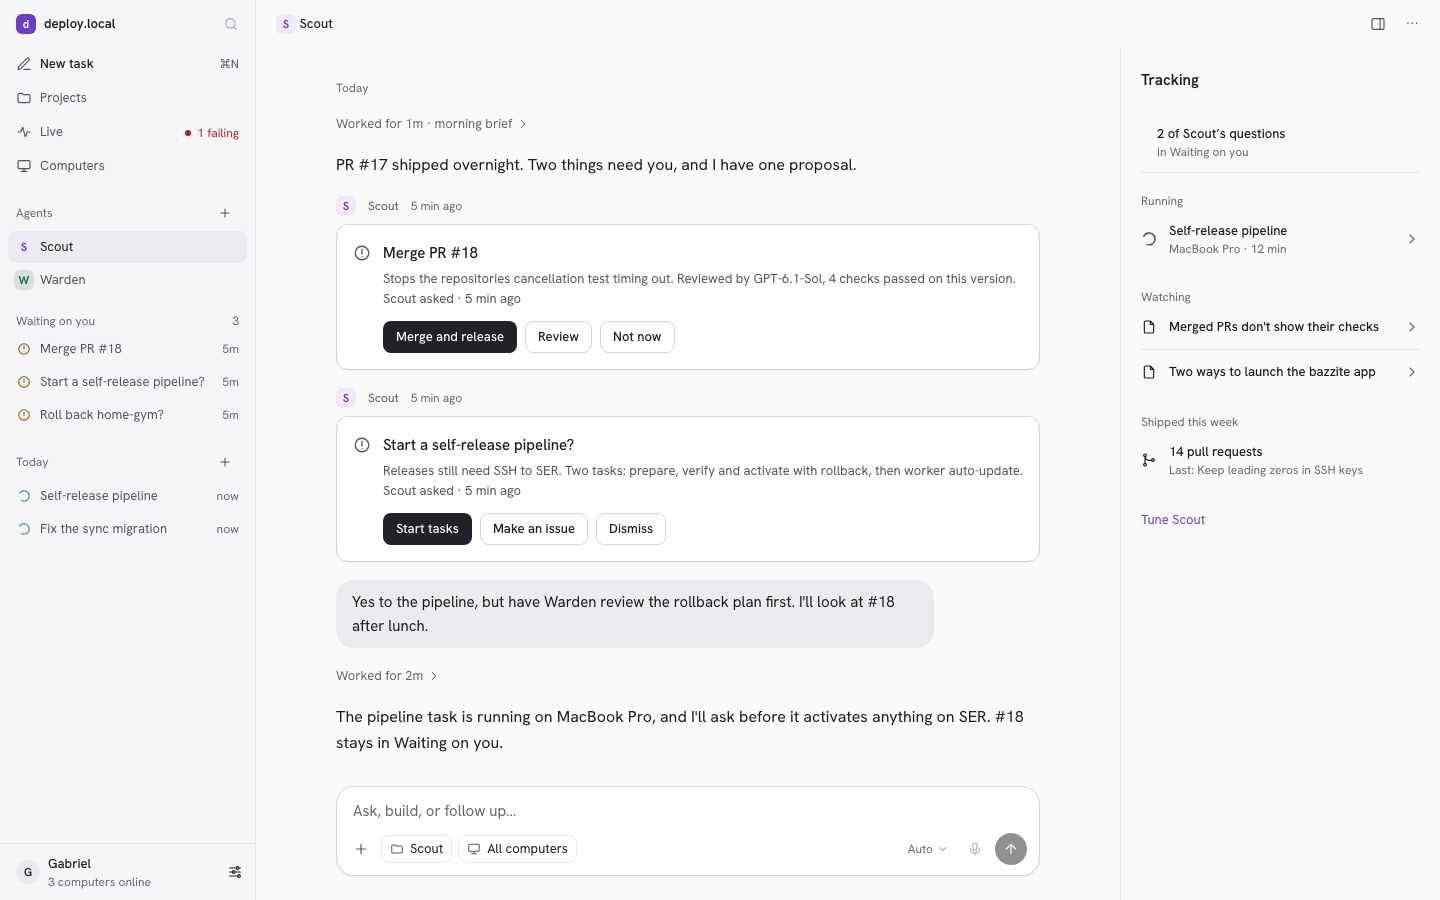 d deploy.local
New task ⌘N
Projects
Live 1 failing
Computers
Agents
S Scout
W Warden
Waiting on you 3
Merge PR #18 5m
Start a self-release pipeline? 5m
Roll back home-gym? 5m
Today
Self-release pipeline now
Fix the sync migration now
G Gabriel
3 computers online
S Scout
Today
Worked for 1m · morning brief
PR #17 shipped overnight. Two things need you, and I have one proposal.
S Scout 5 min ago
Merge PR #18
Stops the repositories cancellation test timing out. Reviewed by GPT-6.1-Sol, 4 checks passed on this version.
Scout asked · 5 min ago
Merge and release Review Not now
S Scout 5 min ago
Start a self-release pipeline?
Releases still need SSH to SER. Two tasks: prepare, verify and activate with rollback, then worker auto-update.
Scout asked · 5 min ago
Start tasks Make an issue Dismiss
Yes to the pipeline, but have Warden review the rollback plan first. I'll look at #18
after lunch.
Worked for 2m
The pipeline task is running on MacBook Pro, and I'll ask before it activates anything on SER. #18
stays in Waiting on you.
Ask, build, or follow up...
Scout All computers Auto
Tracking
2 of Scout's questions
In Waiting on you
Running
Self-release pipeline
MacBook Pro · 12 min
Watching
Merged PRs don't show their checks
Two ways to launch the bazzite app
Shipped this week
14 pull requests
Last: Keep leading zeros in SSH keys
Tune Scout